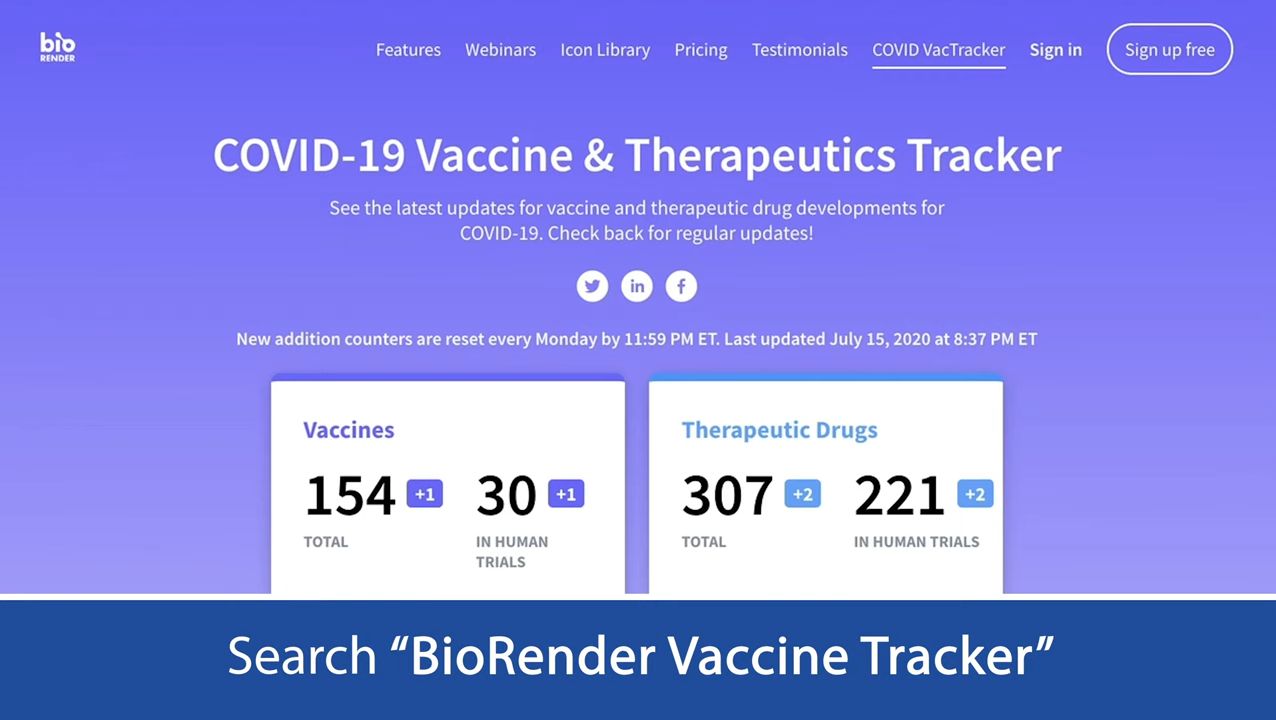 bio
RENDER
Features Webinars Icon Library Pricing Testimonials COVID VacTracker Sign in Sign up free
COVID-19 Vaccine & Therapeutics Tracker
See the latest updates for vaccine and therapeutic drug developments for
COVID-19. Check back for regular updates!
in f
New addition counters are reset every Monday by 11:59 PM ET. Last updated July 15, 2020 at 8:37 PM ET
Vaccines
154 +1 30 +1
TOTAL IN HUMAN
TRIALS
Therapeutic Drugs
307 +2 221 +2
TOTAL IN HUMAN TRIALS
Search “BioRender Vaccine Tracker”